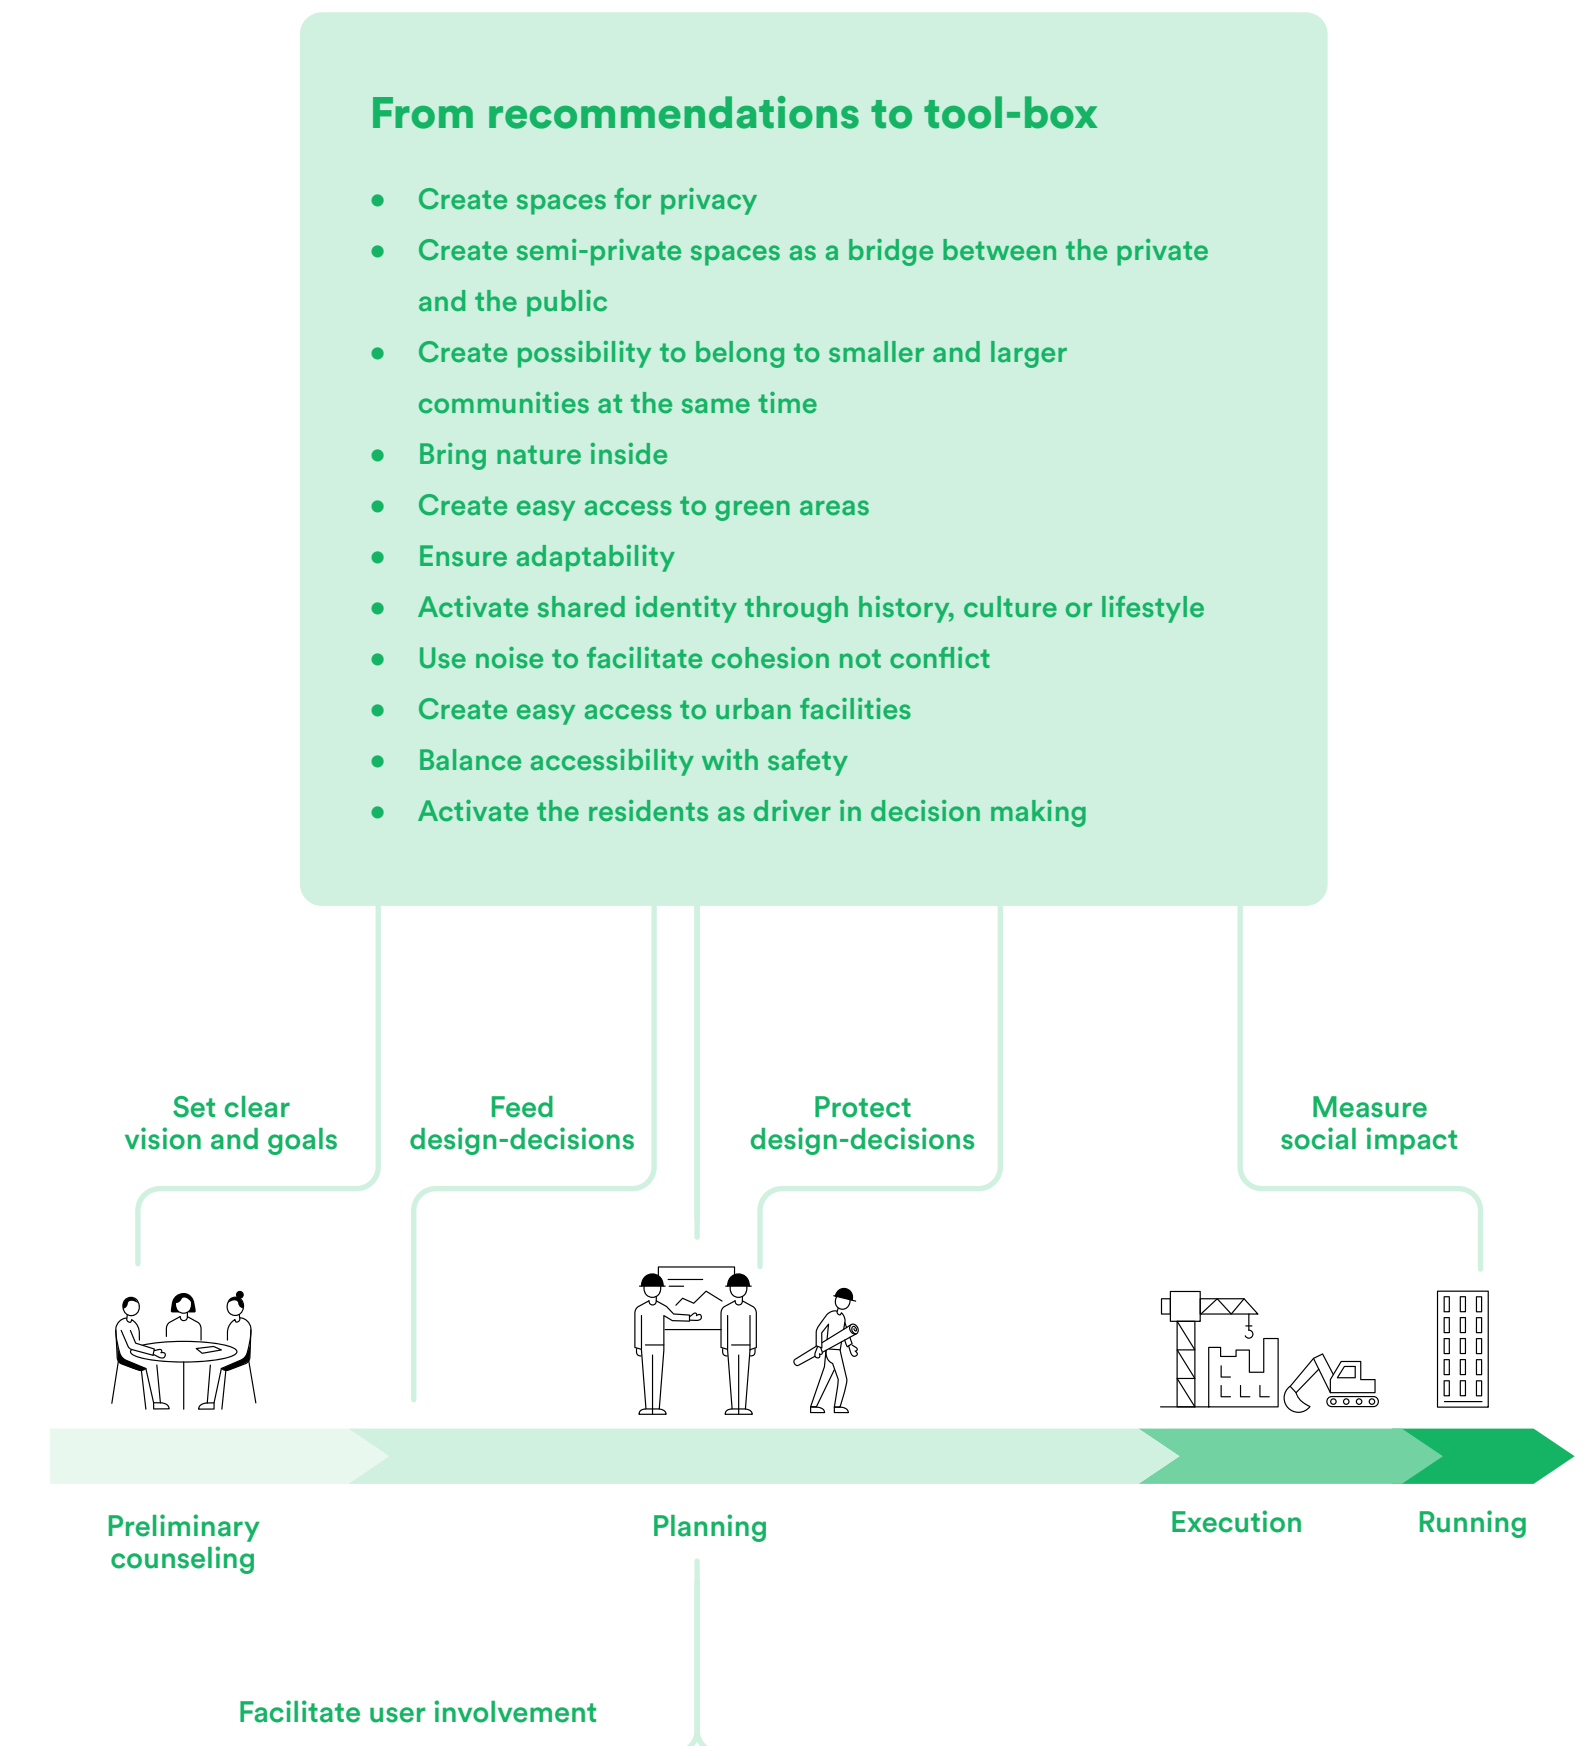 From recommendations to tool-box
• Create spaces for privacy
• Create semi-private spaces as a bridge between the private
and the public
• Create possibility to belong to smaller and larger
communities at the same time
• Bring nature inside
• Create easy access to green areas
• Ensure adaptability
• Activate shared identity through history, culture or lifestyle
• Use noise to facilitate cohesion not conflict
• Create easy access to urban facilities
• Balance accessibility with safety
• Activate the residents as driver in decision making
Set clear
vision and goals
Feed
design-decisions
Protect
design-decisions
Measure
social impact
Preliminary
counseling
Planning
Execution
Running
Facilitate user involvement